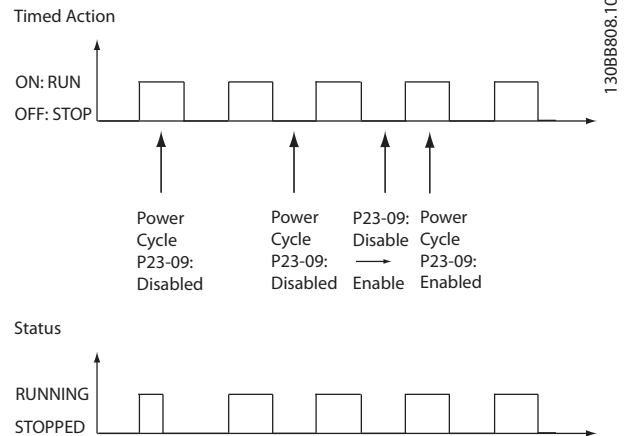 Timed Action
130BB808.10
ON: RUN
OFF: STOP
Power
Cycle
P23-09:
Disabled
Power
Cycle
P23-09:
Disabled
P23-09:
Disable
Enable
Power
Cycle
P23-09:
Enabled
Status
RUNNING
STOPPED